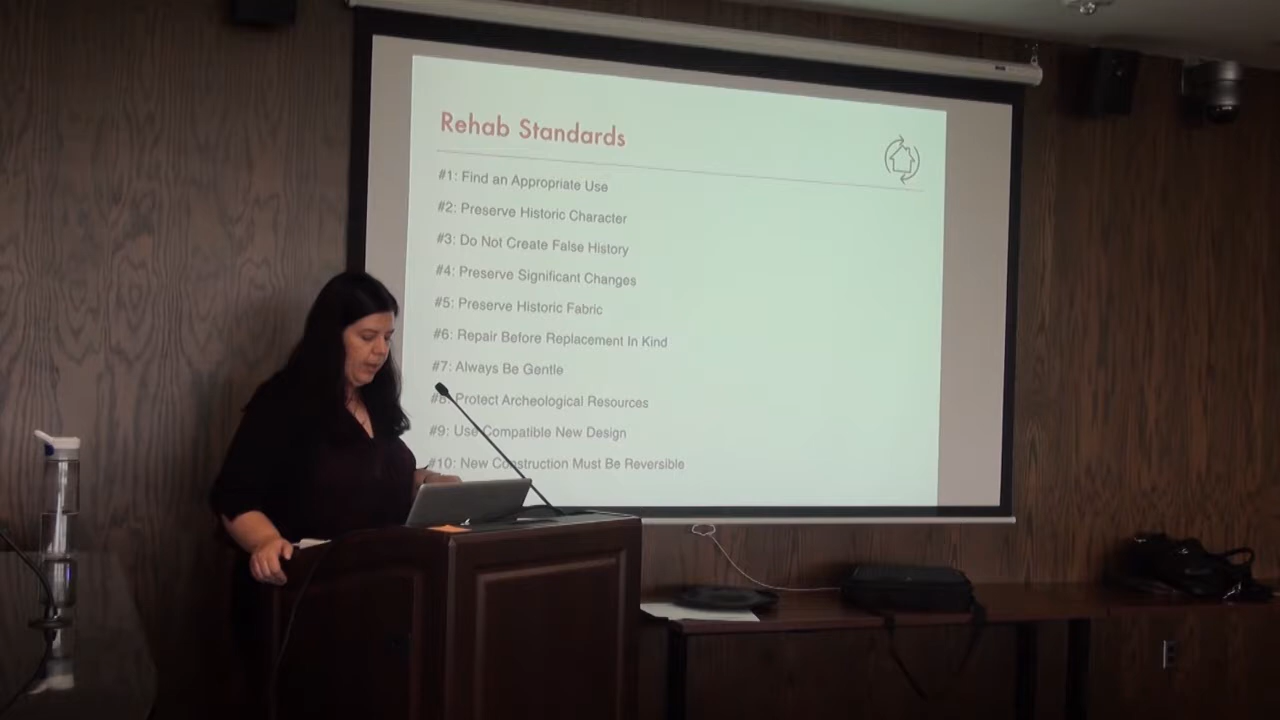 Rehab Standards
#1: Find an Appropriate Use
#2: Preserve Historic Character
#3: Do Not Create False History
#4: Preserve Significant Changes
#5: Preserve Historic Fabric
#6: Repair Before Replacement In Kind
#7: Always Be Gentle
#8: Protect Archeological Resources
#9: Use Compatible New Design
#10: New Construction Must Be Reversible